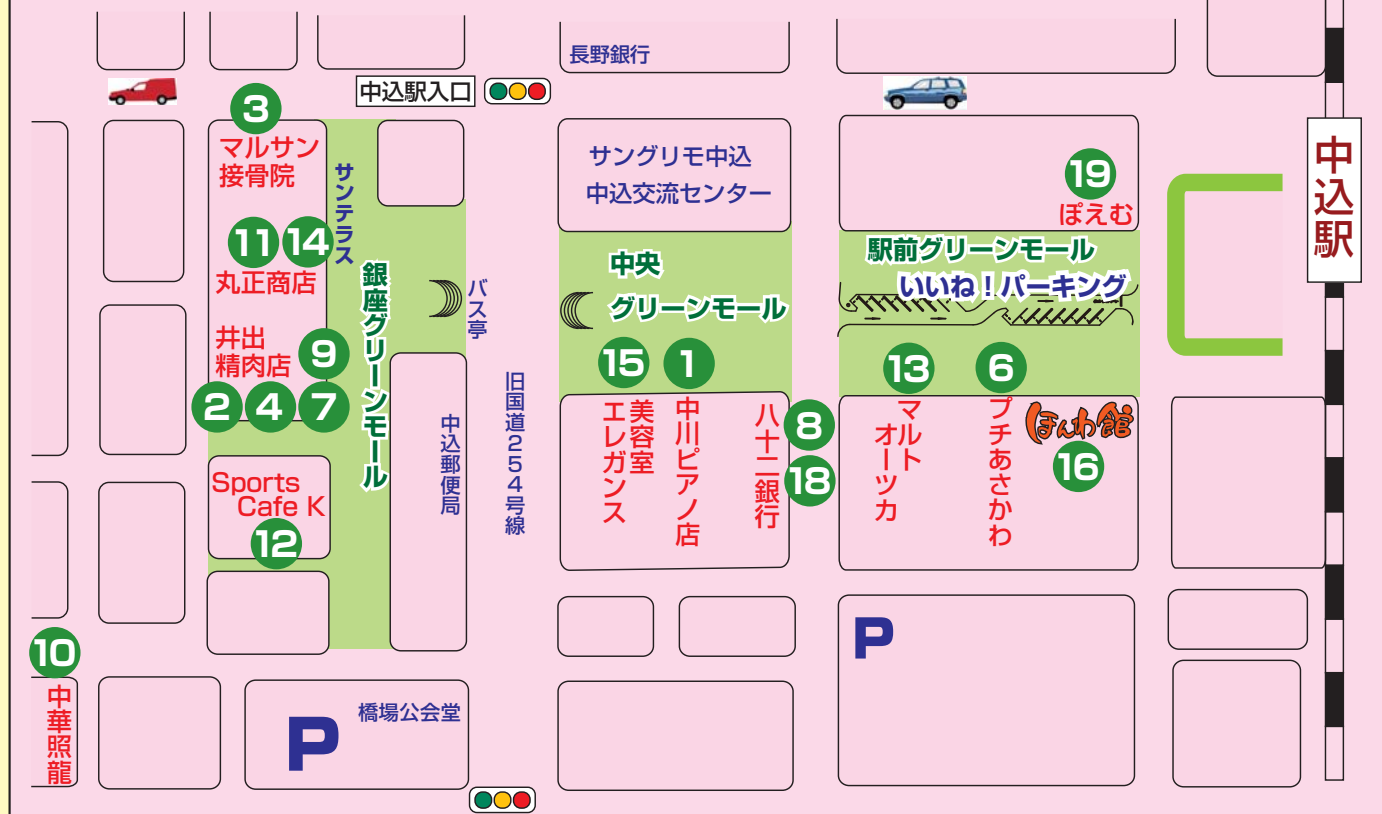 長野銀行
中込駅入口
3
マルサン
接骨院
サンテラス
サングリモ中込
中込交流センター
19
ぽえむ
中込駅
11
14
丸正商店
銀座グリーンモール
バス亭
中央
グリーンモール
駅前グリーンモール
いいね！パーキング
井出
精肉店
9
2
4
7
15
美容室
エレガンス
1
中川ピアノ店
八十二銀行
8
18
13
マルト
オーツカ
6
プチあさかわ
ほんわ館
16
旧国道254号線
中込郵便局
Sports
Cafe K
12
10
中華照龍
P
橋場公会堂
P